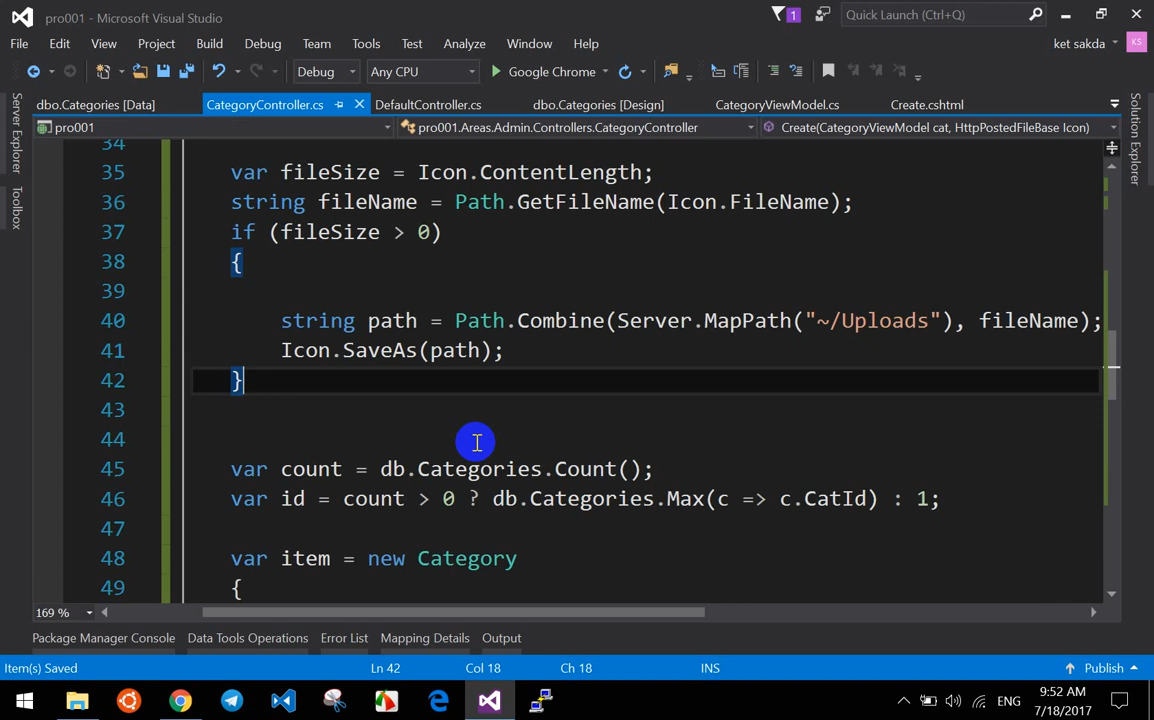 pro001 - Microsoft Visual Studio
1
Quick Launch (Ctrl+Q)
File Edit View Project Build Debug Team Tools Test Analyze Window Help
ket sakda
KS
Debug Any CPU Google Chrome
dbo.Categories [Data] CategoryController.cs DefaultController.cs dbo.Categories [Design] CategoryViewModel.cs Create.cshtml
pro001 pro001.Areas.Admin.Controllers.CategoryController Create(CategoryViewModel cat, HttpPostedFileBase Icon)
Server Explorer
Toolbox
Solution Explorer
34
35 var fileSize = Icon.ContentLength;
36 string fileName = Path.GetFileName(Icon.FileName);
37 if (fileSize > 0)
38 {
39
40 string path = Path.Combine(Server.MapPath("~/Uploads"), fileName);
41 Icon.SaveAs(path);
42 }
43
44
45 var count = db.Categories.Count();
46 var id = count > 0 ? db.Categories.Max(c => c.CatId) : 1;
47
48 var item = new Category
49 {
169 %
Package Manager Console Data Tools Operations Error List Mapping Details Output
Item(s) Saved Ln 42 Col 18 Ch 18 INS Publish
ENG
9:52 AM
7/18/2017